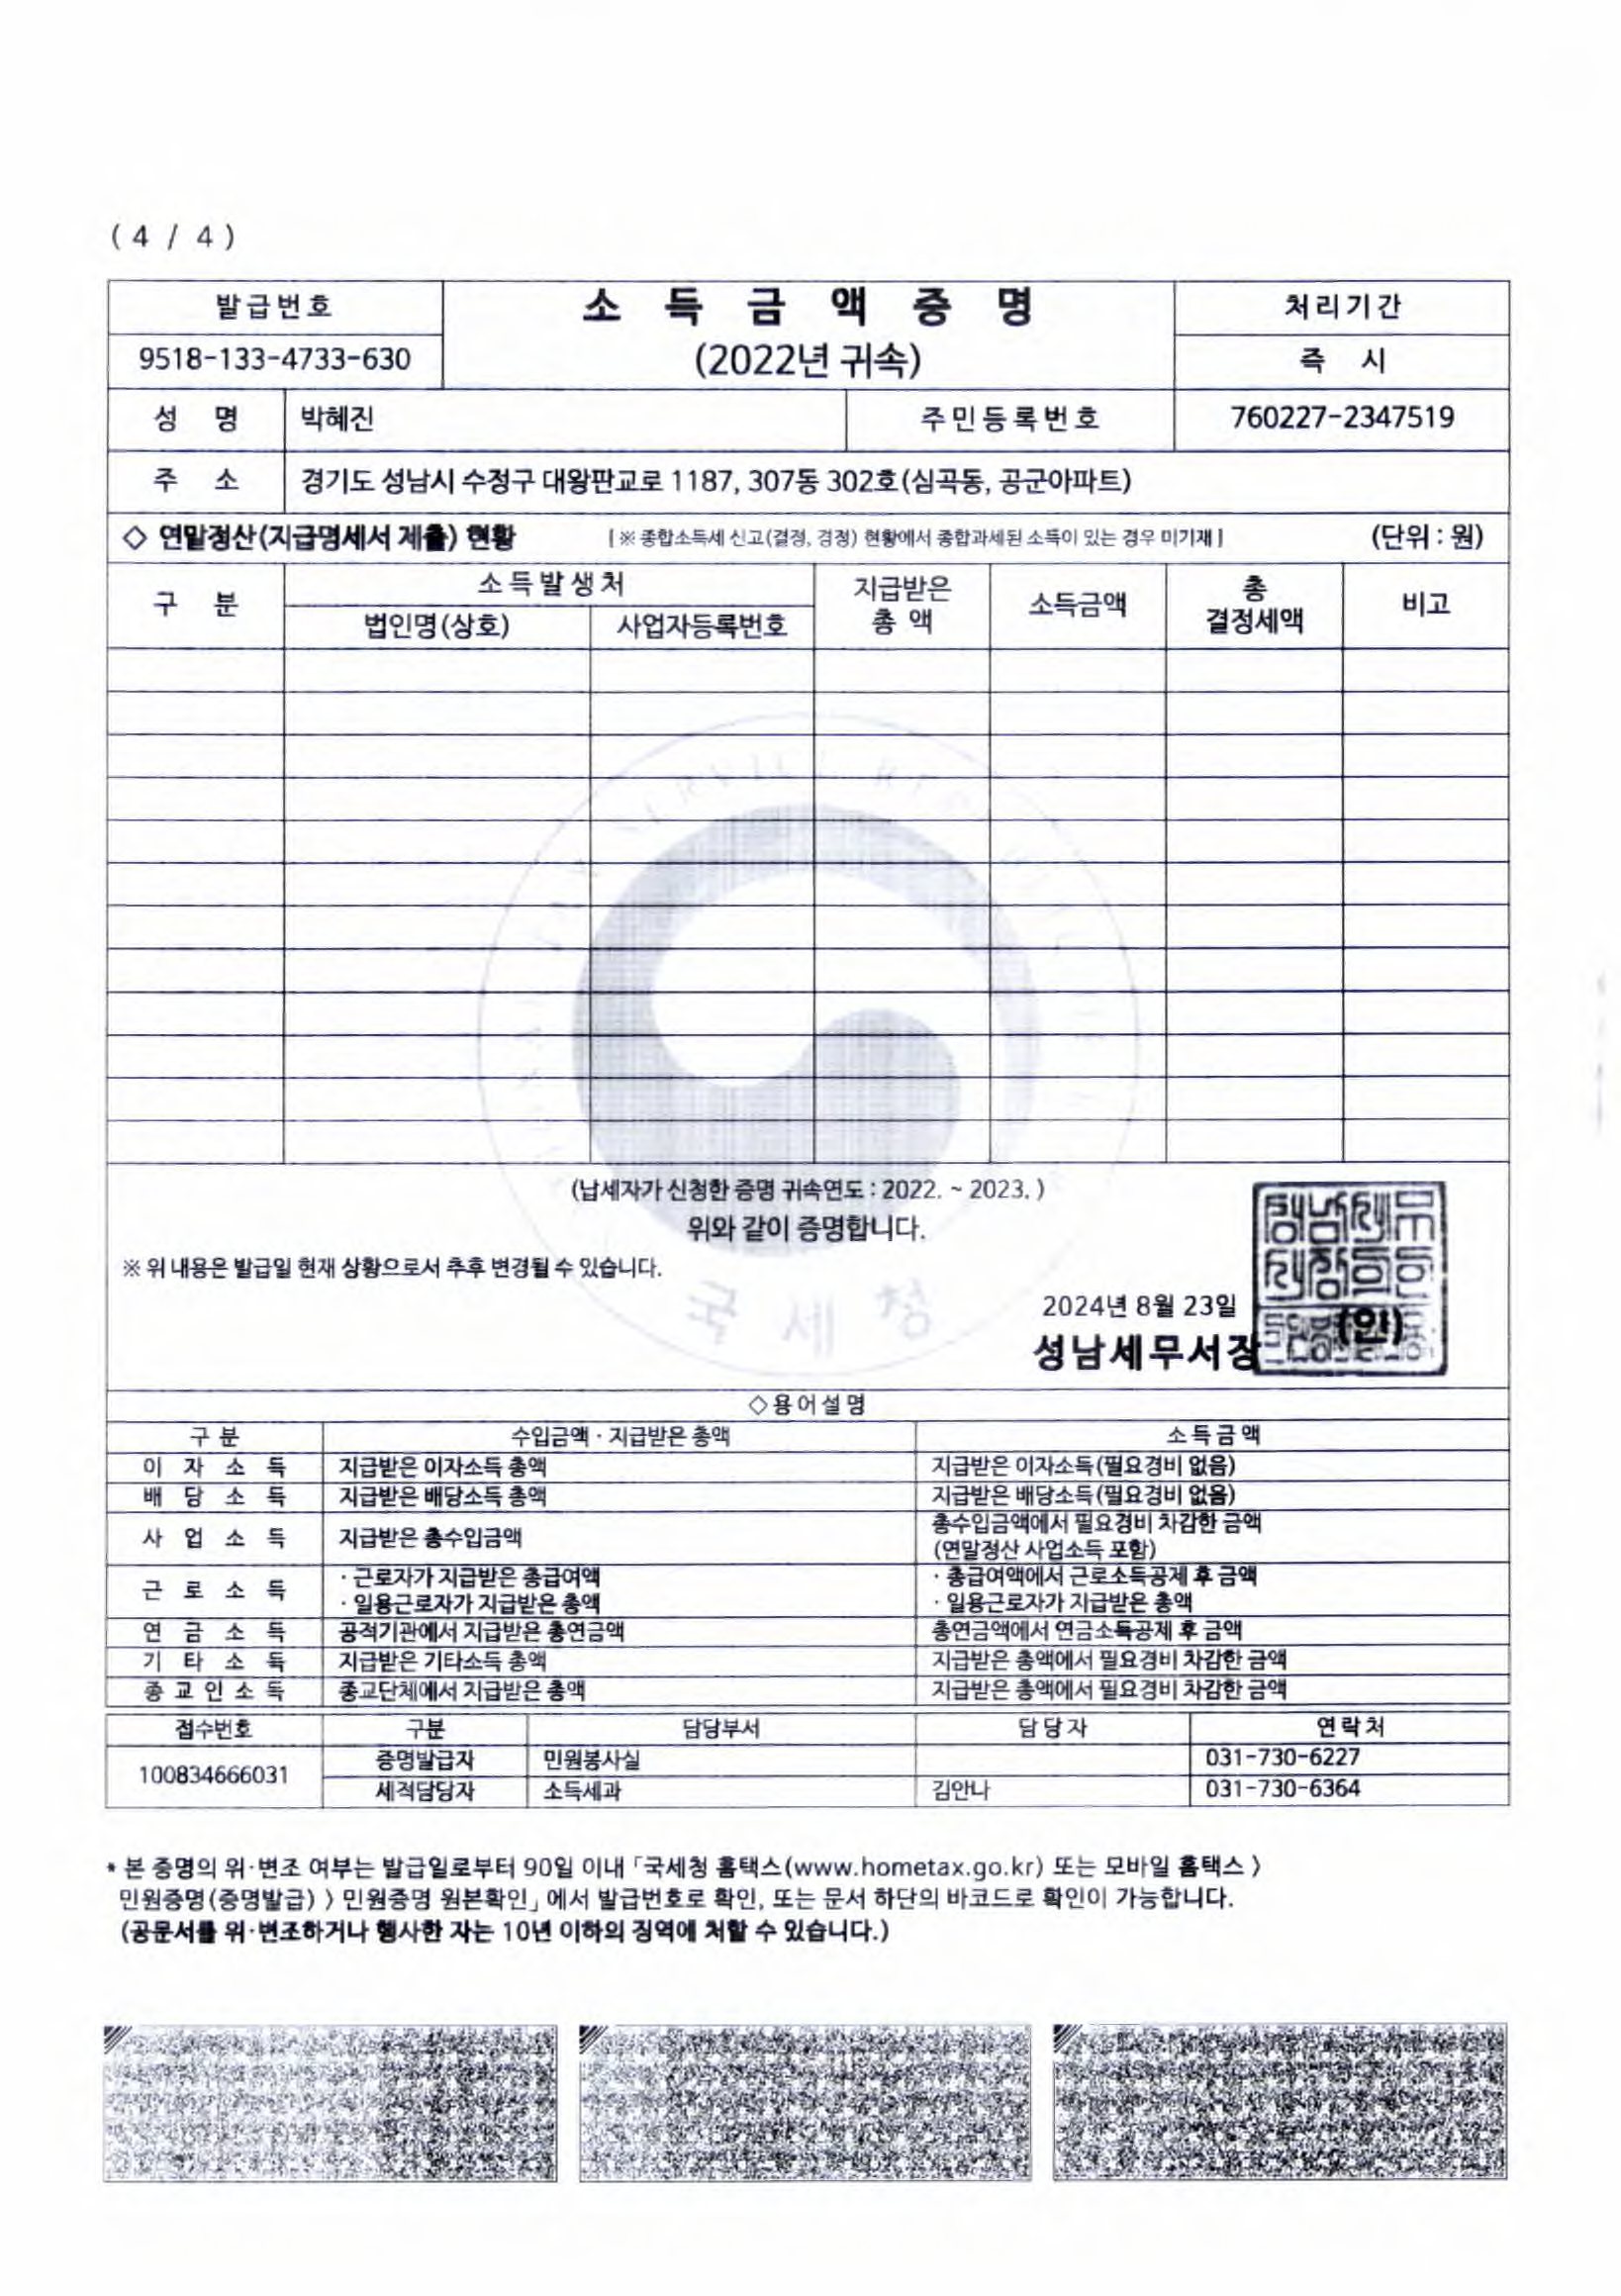 ( 4 / 4 )
발급번호
소 득 금 액 증 명
처리기간
9518-133-4733-630
(2022년 귀속)
즉 시
성 명 박혜진 주민등록번호 760227-2347519
주 소 경기도 성남시 수정구 대왕판교로 1187, 307동 302호(심곡동, 공군아파트)
◇ 연말정산(지급명세서 제출) 현황 [ ※ 종합소득세 신고(결정, 경정) 현황에서 종합과세된 소득이 있는 경우 미기재 ] (단위 : 원)
구 분 소득발생처 지급받은 총 액 소득금액 총 결정세액 비고
법인명(상호) 사업자등록번호
(납세자가 신청한 증명 귀속연도 : 2022. ~ 2023. )
위와 같이 증명합니다.
※ 위 내용은 발급일 현재 상황으로서 추후 변경될 수 있습니다.
국 세 청
2024년 8월 23일
성남세무서장 (인)
◇용어설명
구 분 수입금액 · 지급받은 총액 소득금액
이 자 소 득 지급받은 이자소득 총액 지급받은 이자소득(필요경비 없음)
배 당 소 득 지급받은 배당소득 총액 지급받은 배당소득(필요경비 없음)
사 업 소 득 지급받은 총수입금액 총수입금액에서 필요경비 차감한 금액
(연말정산 사업소득 포함)
근 로 소 득 · 근로자가 지급받은 총급여액 · 총급여액에서 근로소득공제 후 금액
· 일용근로자가 지급받은 총액 · 일용근로자가 지급받은 총액
연 금 소 득 공적기관에서 지급받은 총연금액 총연금액에서 연금소득공제 후 금액
기 타 소 득 지급받은 기타소득 총액 지급받은 총액에서 필요경비 차감한 금액
종 교 인 소 득 종교단체에서 지급받은 총액 지급받은 총액에서 필요경비 차감한 금액
접수번호 구분 담당부서 담당자 연락처
100834666031
증명발급자 민원봉사실 031-730-6227
세적담당자 소득세과 김안나 031-730-6364
* 본 증명의 위·변조 여부는 발급일로부터 90일 이내 「국세청 홈택스(www.hometax.go.kr) 또는 모바일 홈택스 〉
민원증명(증명발급) 〉 민원증명 원본확인」 에서 발급번호로 확인, 또는 문서 하단의 바코드로 확인이 가능합니다.
(공문서를 위·변조하거나 행사한 자는 10년 이하의 징역에 처할 수 있습니다.)